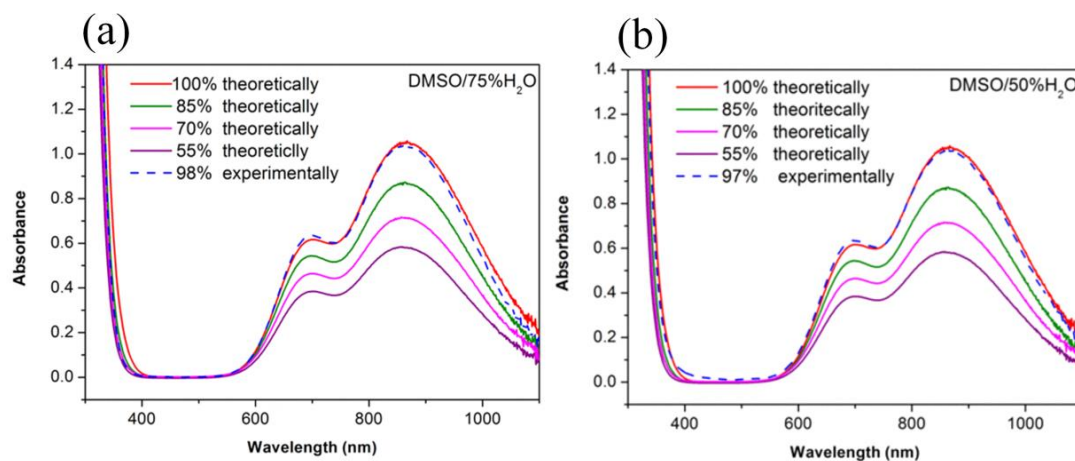 (a)
DMSO/75%H₂O
100% theoretically
85% theoretically
70% theoretically
55% theoreticlly
98% experimentally
Absorbance
1.4
1.2
1.0
0.8
0.6
0.4
0.2
0.0
400 600 800 1000
Wavelength (nm)
(b)
DMSO/50%H₂O
100% theoretically
85% theoritecally
70% theoretically
55% theoretically
97% experimentally
Absorbance
1.4
1.2
1.0
0.8
0.6
0.4
0.2
0.0
400 600 800 1000
Wavelength (nm)